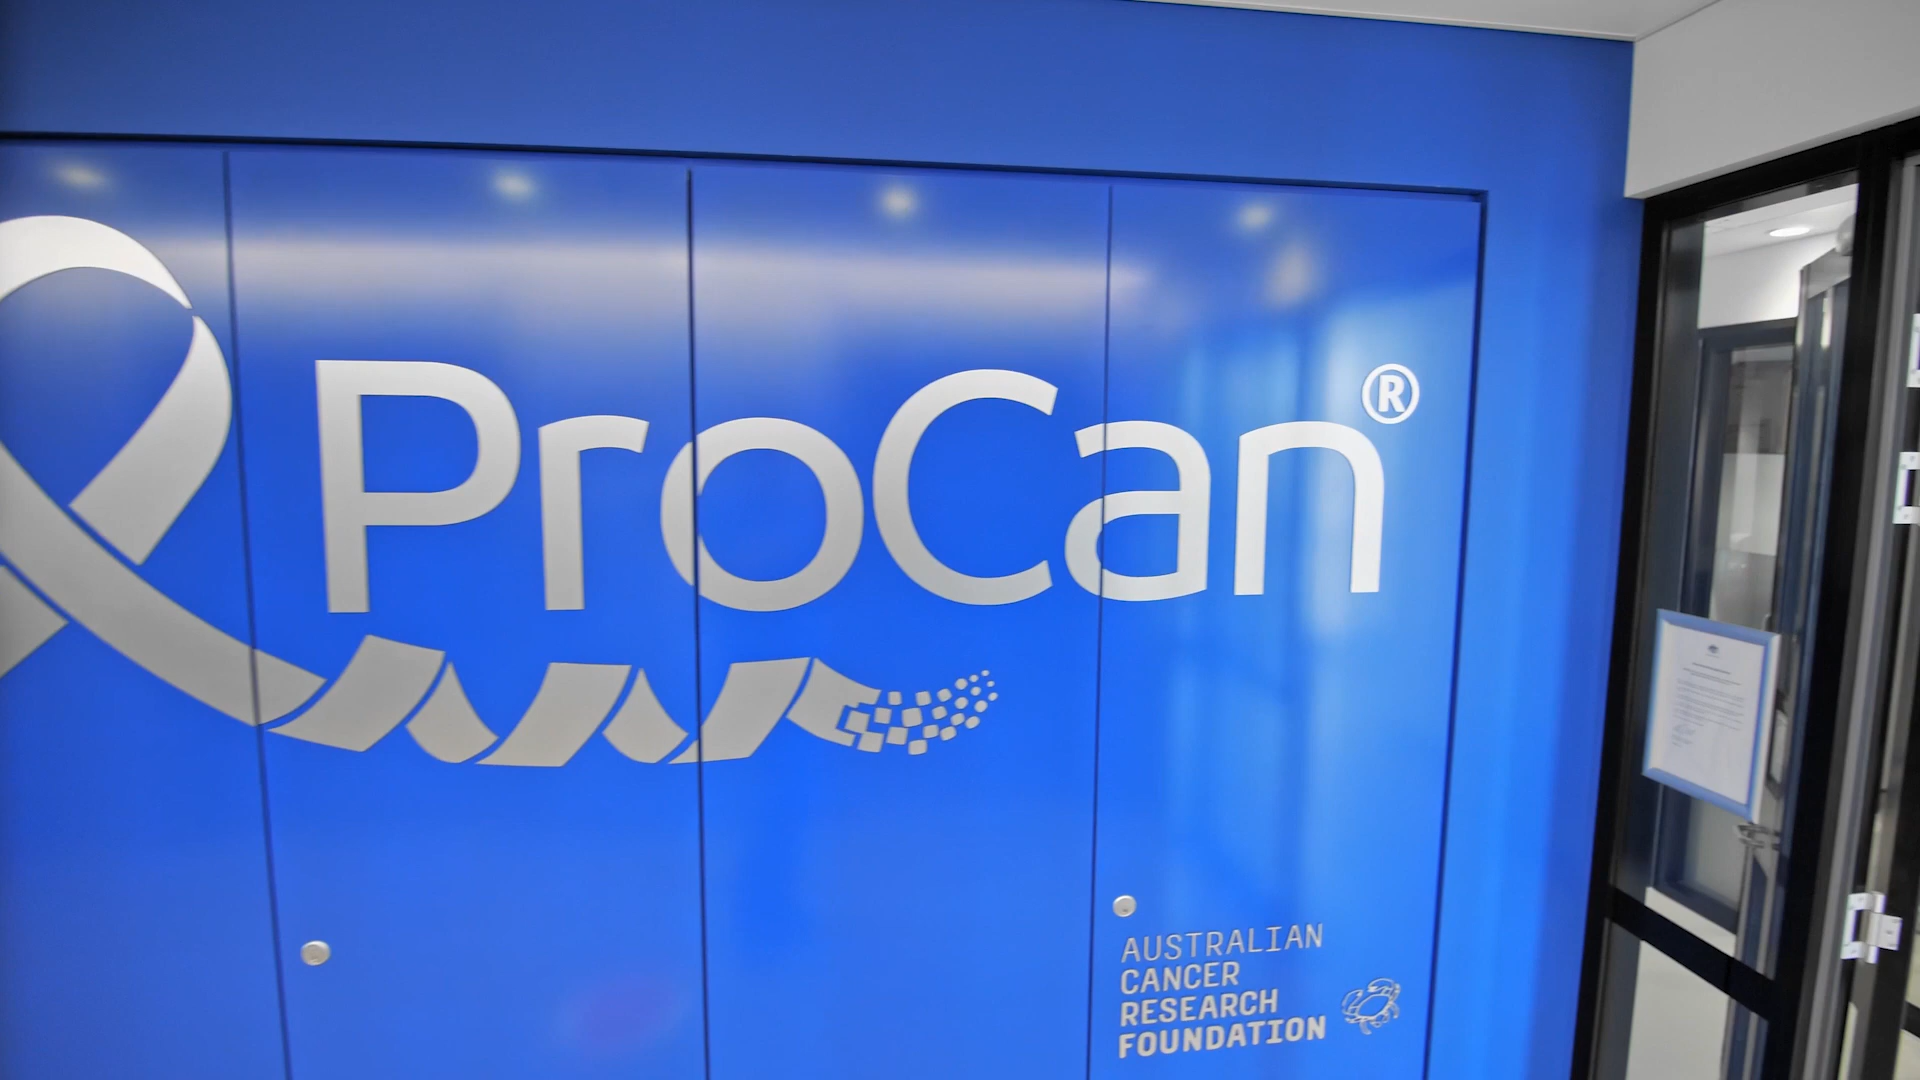 ProCan®
AUSTRALIAN
CANCER
RESEARCH
FOUNDATION